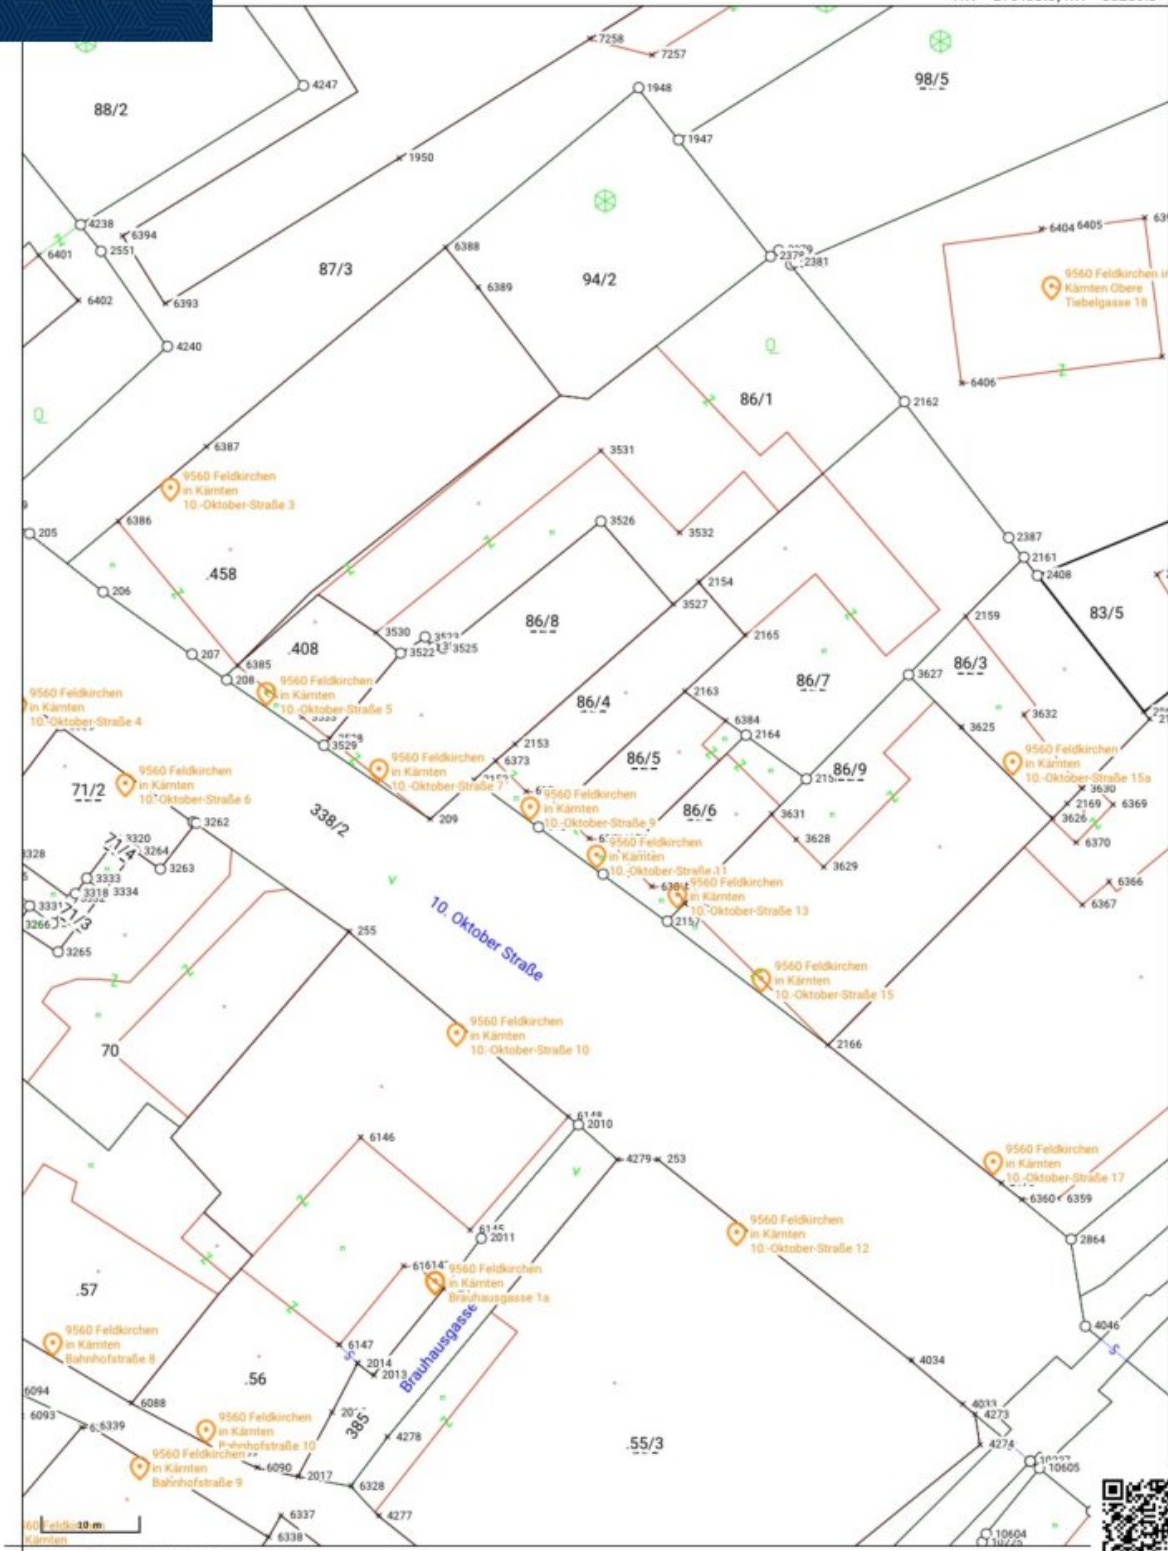 7258
7257
4247
1948
98/5
88/2
1947
1950
4238
6394
2551
6401
6404 6405
6388
87/3
94/2
2381
6389
9560 Feldkirchen in
Kärnten Obere
Tiebelgasse 18
6402
6393
4240
6406
86/1
2162
6387
3531
9560 Feldkirchen
in Kärnten
10.-Oktober-Straße 3
6386
3526
205
3532
2387
2161
2408
.458
206
2154
3527
83/5
2159
86/8
3530
2165
207
.408
3522
3525
6385
208
86/3
3627
86/7
9560 Feldkirchen
in Kärnten
10.-Oktober-Straße 5
9560 Feldkirchen
in Kärnten
10.-Oktober-Straße 4
2163
86/4
6384
2164
3632
3625
3529
2153
6373
86/5
9560 Feldkirchen
in Kärnten
10.-Oktober-Straße 7
9560 Feldkirchen
in Kärnten
10.-Oktober-Straße 15a
86/9
9560 Feldkirchen
in Kärnten
10.-Oktober-Straße 6
71/2
3630
2169
6369
3626
86/6
3631
9560 Feldkirchen
in Kärnten
10.-Oktober-Straße 9
338/2
209
3262
3320
3264
71/4
3628
6370
3263
3629
9560 Feldkirchen
in Kärnten
10.-Oktober-Straße 11
3328
3333
3318
3334
6366
6367
9560 Feldkirchen
in Kärnten
10.-Oktober-Straße 13
3331
71/3
3266
3265
10. Oktober Straße
255
9560 Feldkirchen
in Kärnten
10.-Oktober-Straße 15
9560 Feldkirchen
in Kärnten
10.-Oktober-Straße 10
70
2166
6148
2010
6146
4279
253
9560 Feldkirchen
in Kärnten
10.-Oktober-Straße 17
6360
6359
9560 Feldkirchen
in Kärnten
10.-Oktober-Straße 12
6145
2011
2864
9560 Feldkirchen
in Kärnten
Brauhausgasse 1a
.57
Brauhausgasse
4046
9560 Feldkirchen
in Kärnten
Bahnhofstraße 8
6147
2014
2013
4034
.56
6094
6093
6088
4033
4273
385
9560 Feldkirchen
in Kärnten
Bahnhofstraße 10
6339
4278
.55/3
4274
9560 Feldkirchen
in Kärnten
Bahnhofstraße 9
6090
2017
6328
10605
6337
4277
10 m
6338
10604
Kärnten